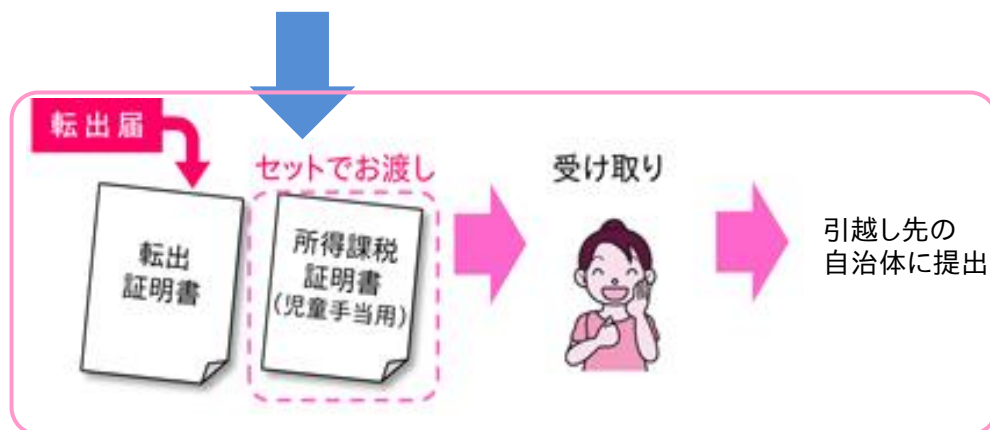 転出届
セットでお渡し
転出
証明書
所得課税
証明書
(児童手当用)
受け取り
引越し先の
自治体に提出